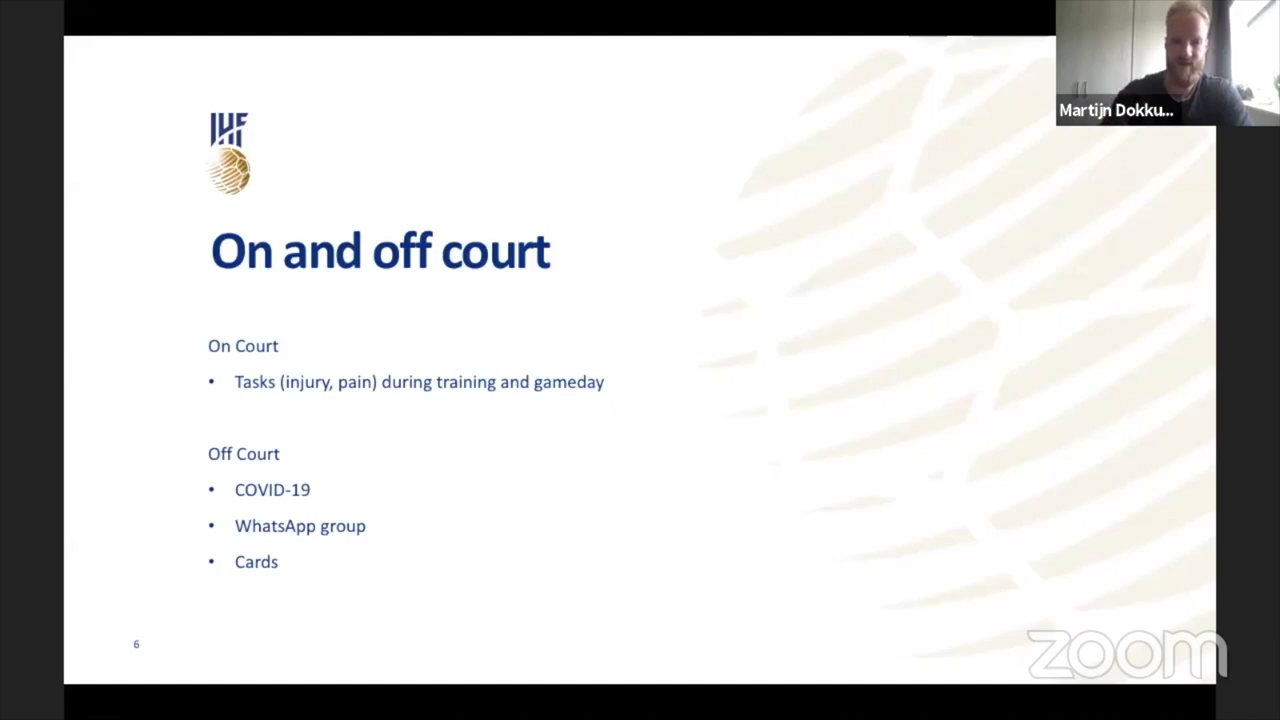 IHF
Martijn Dokku...
On and off court
On Court
• Tasks (injury, pain) during training and gameday
Off Court
• COVID-19
• WhatsApp group
• Cards
6
zoom